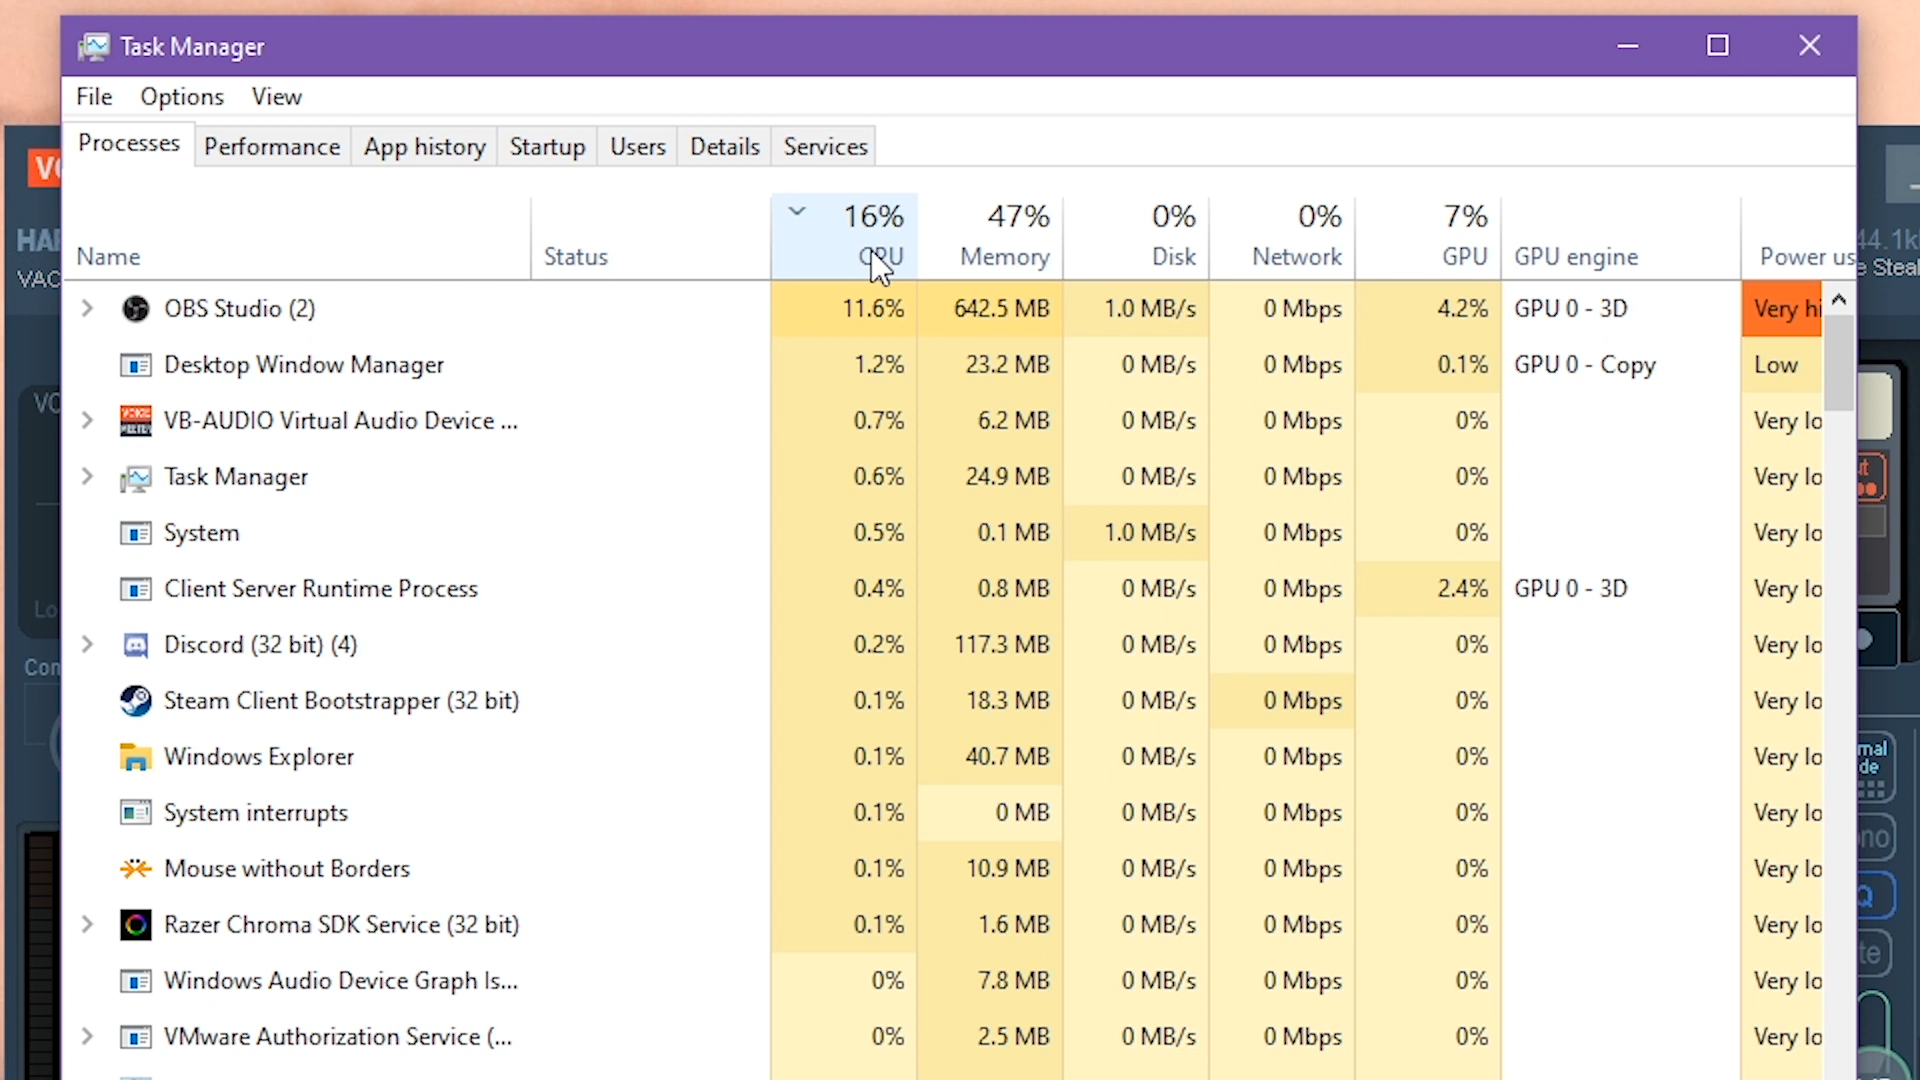 Task Manager
File Options View
Processes Performance App history Startup Users Details Services
16% 47% 0% 0% 7%
Name Status CPU Memory Disk Network GPU GPU engine Power us
OBS Studio (2) 11.6% 642.5 MB 1.0 MB/s 0 Mbps 4.2% GPU 0 - 3D Very hi
Desktop Window Manager 1.2% 23.2 MB 0 MB/s 0 Mbps 0.1% GPU 0 - Copy Low
VB-AUDIO Virtual Audio Device ... 0.7% 6.2 MB 0 MB/s 0 Mbps 0% Very lo
Task Manager 0.6% 24.9 MB 0 MB/s 0 Mbps 0% Very lo
System 0.5% 0.1 MB 1.0 MB/s 0 Mbps 0% Very lo
Client Server Runtime Process 0.4% 0.8 MB 0 MB/s 0 Mbps 2.4% GPU 0 - 3D Very lo
Discord (32 bit) (4) 0.2% 117.3 MB 0 MB/s 0 Mbps 0% Very lo
Steam Client Bootstrapper (32 bit) 0.1% 18.3 MB 0 MB/s 0 Mbps 0% Very lo
Windows Explorer 0.1% 40.7 MB 0 MB/s 0 Mbps 0% Very lo
System interrupts 0.1% 0 MB 0 MB/s 0 Mbps 0% Very lo
Mouse without Borders 0.1% 10.9 MB 0 MB/s 0 Mbps 0% Very lo
Razer Chroma SDK Service (32 bit) 0.1% 1.6 MB 0 MB/s 0 Mbps 0% Very lo
Windows Audio Device Graph Is... 0% 7.8 MB 0 MB/s 0 Mbps 0% Very lo
VMware Authorization Service (... 0% 2.5 MB 0 MB/s 0 Mbps 0% Very lo